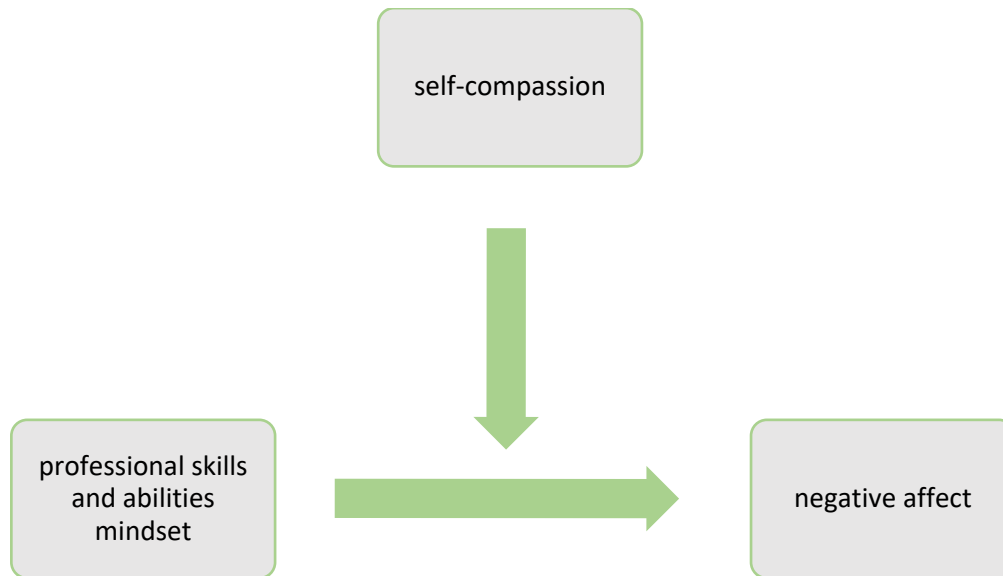 self-compassion
professional skills
and abilities
mindset
negative affect